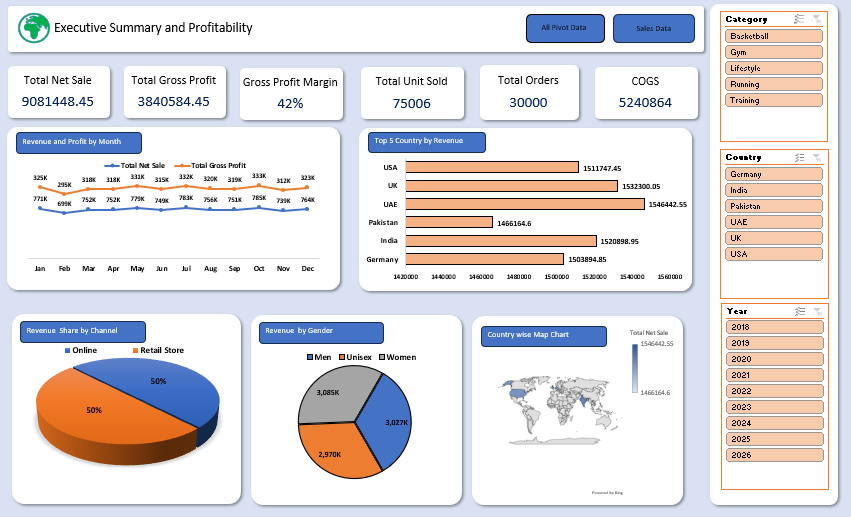 Executive Summary and Profitability
All Pivot Data
Sales Data
Total Net Sale
9081448.45
Total Gross Profit
3840584.45
Gross Profit Margin
42%
Total Unit Sold
75006
Total Orders
30000
COGS
5240864
Revenue and Profit by Month
Total Net Sale Total Gross Profit
325K 295K 318K 318K 331K 315K 332K 320K 319K 333K 312K 323K
771K 699K 752K 752K 779K 749K 783K 756K 751K 785K 739K 764K
Jan Feb Mar Apr May Jun Jul Aug Sep Oct Nov Dec
Top 5 Country by Revenue
USA 1511747.45
UK 1532300.05
UAE 1546442.55
Pakistan 1466164.6
India 1520898.95
Germany 1503894.85
1420000 1440000 1460000 1480000 1500000 1520000 1540000 1560000
Revenue Share by Channel
Online Retail Store
50%
50%
Revenue by Gender
Men Unisex Women
3,085K
3,027K
2,970K
Country wise Map Chart
Total Net Sale
1546442.55
1466164.6
Powered by Bing
Category
Basketball
Gym
Lifestyle
Running
Training
Country
Germany
India
Pakistan
UAE
UK
USA
Year
2018
2019
2020
2021
2022
2023
2024
2025
2026